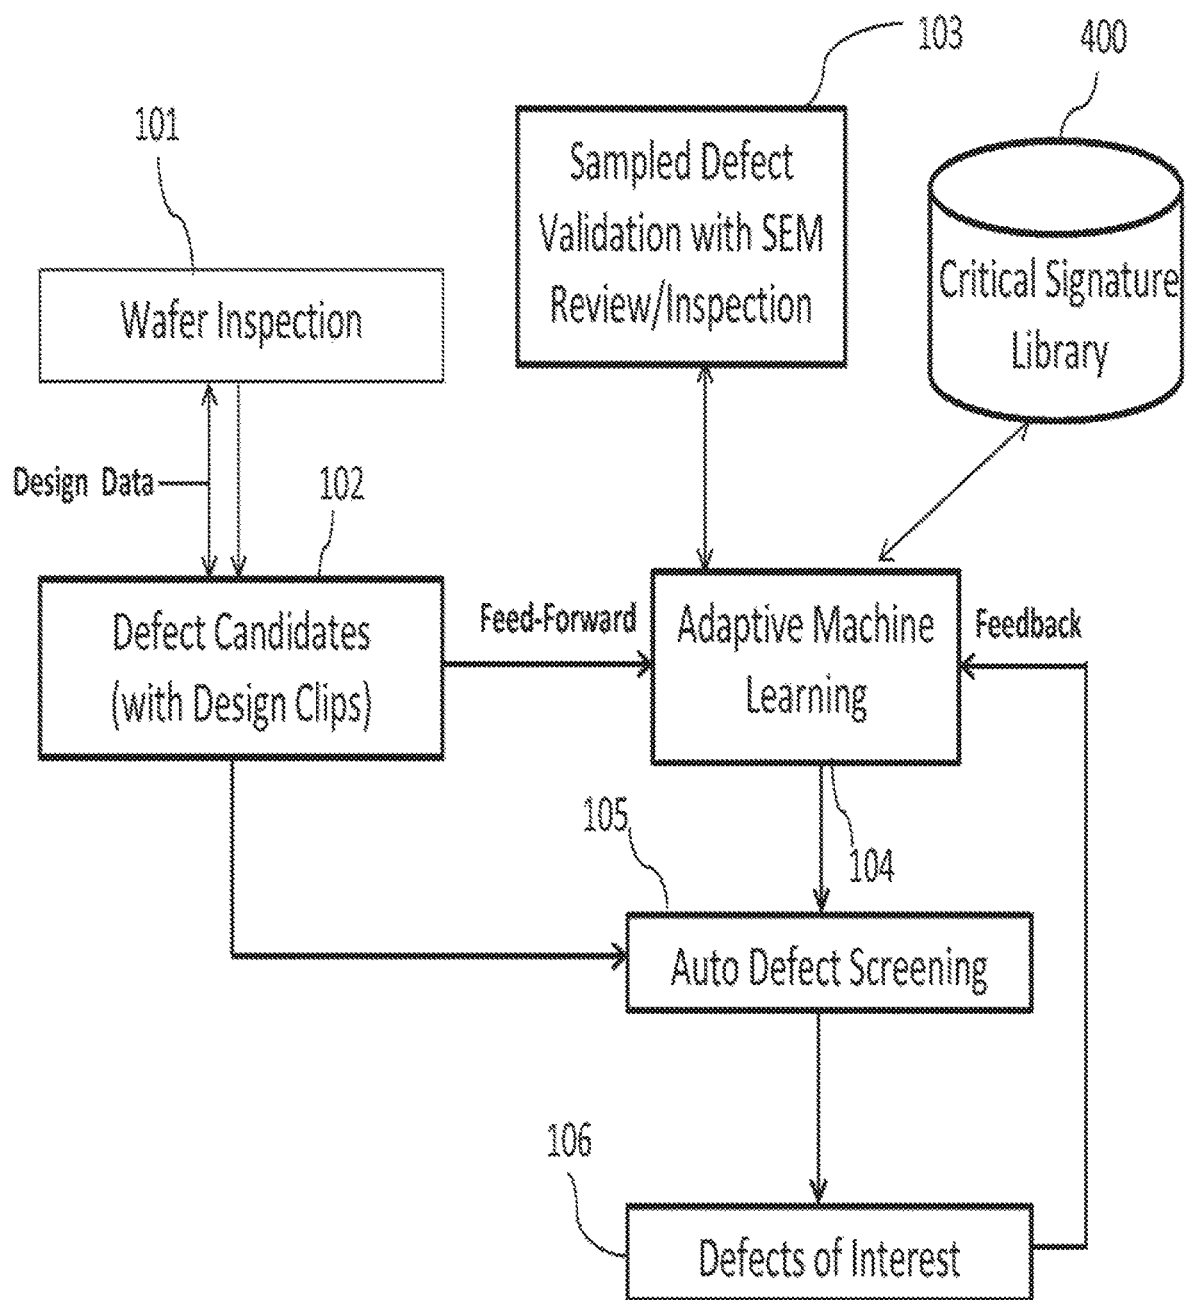 103
400
101
Sampled Defect
Validation with SEM
Review/Inspection
Critical Signature
Library
Wafer Inspection
Design Data
102
Defect Candidates
(with Design Clips)
Feed-Forward
Adaptive Machine
Learning
Feedback
105
104
Auto Defect Screening
106
Defects of Interest